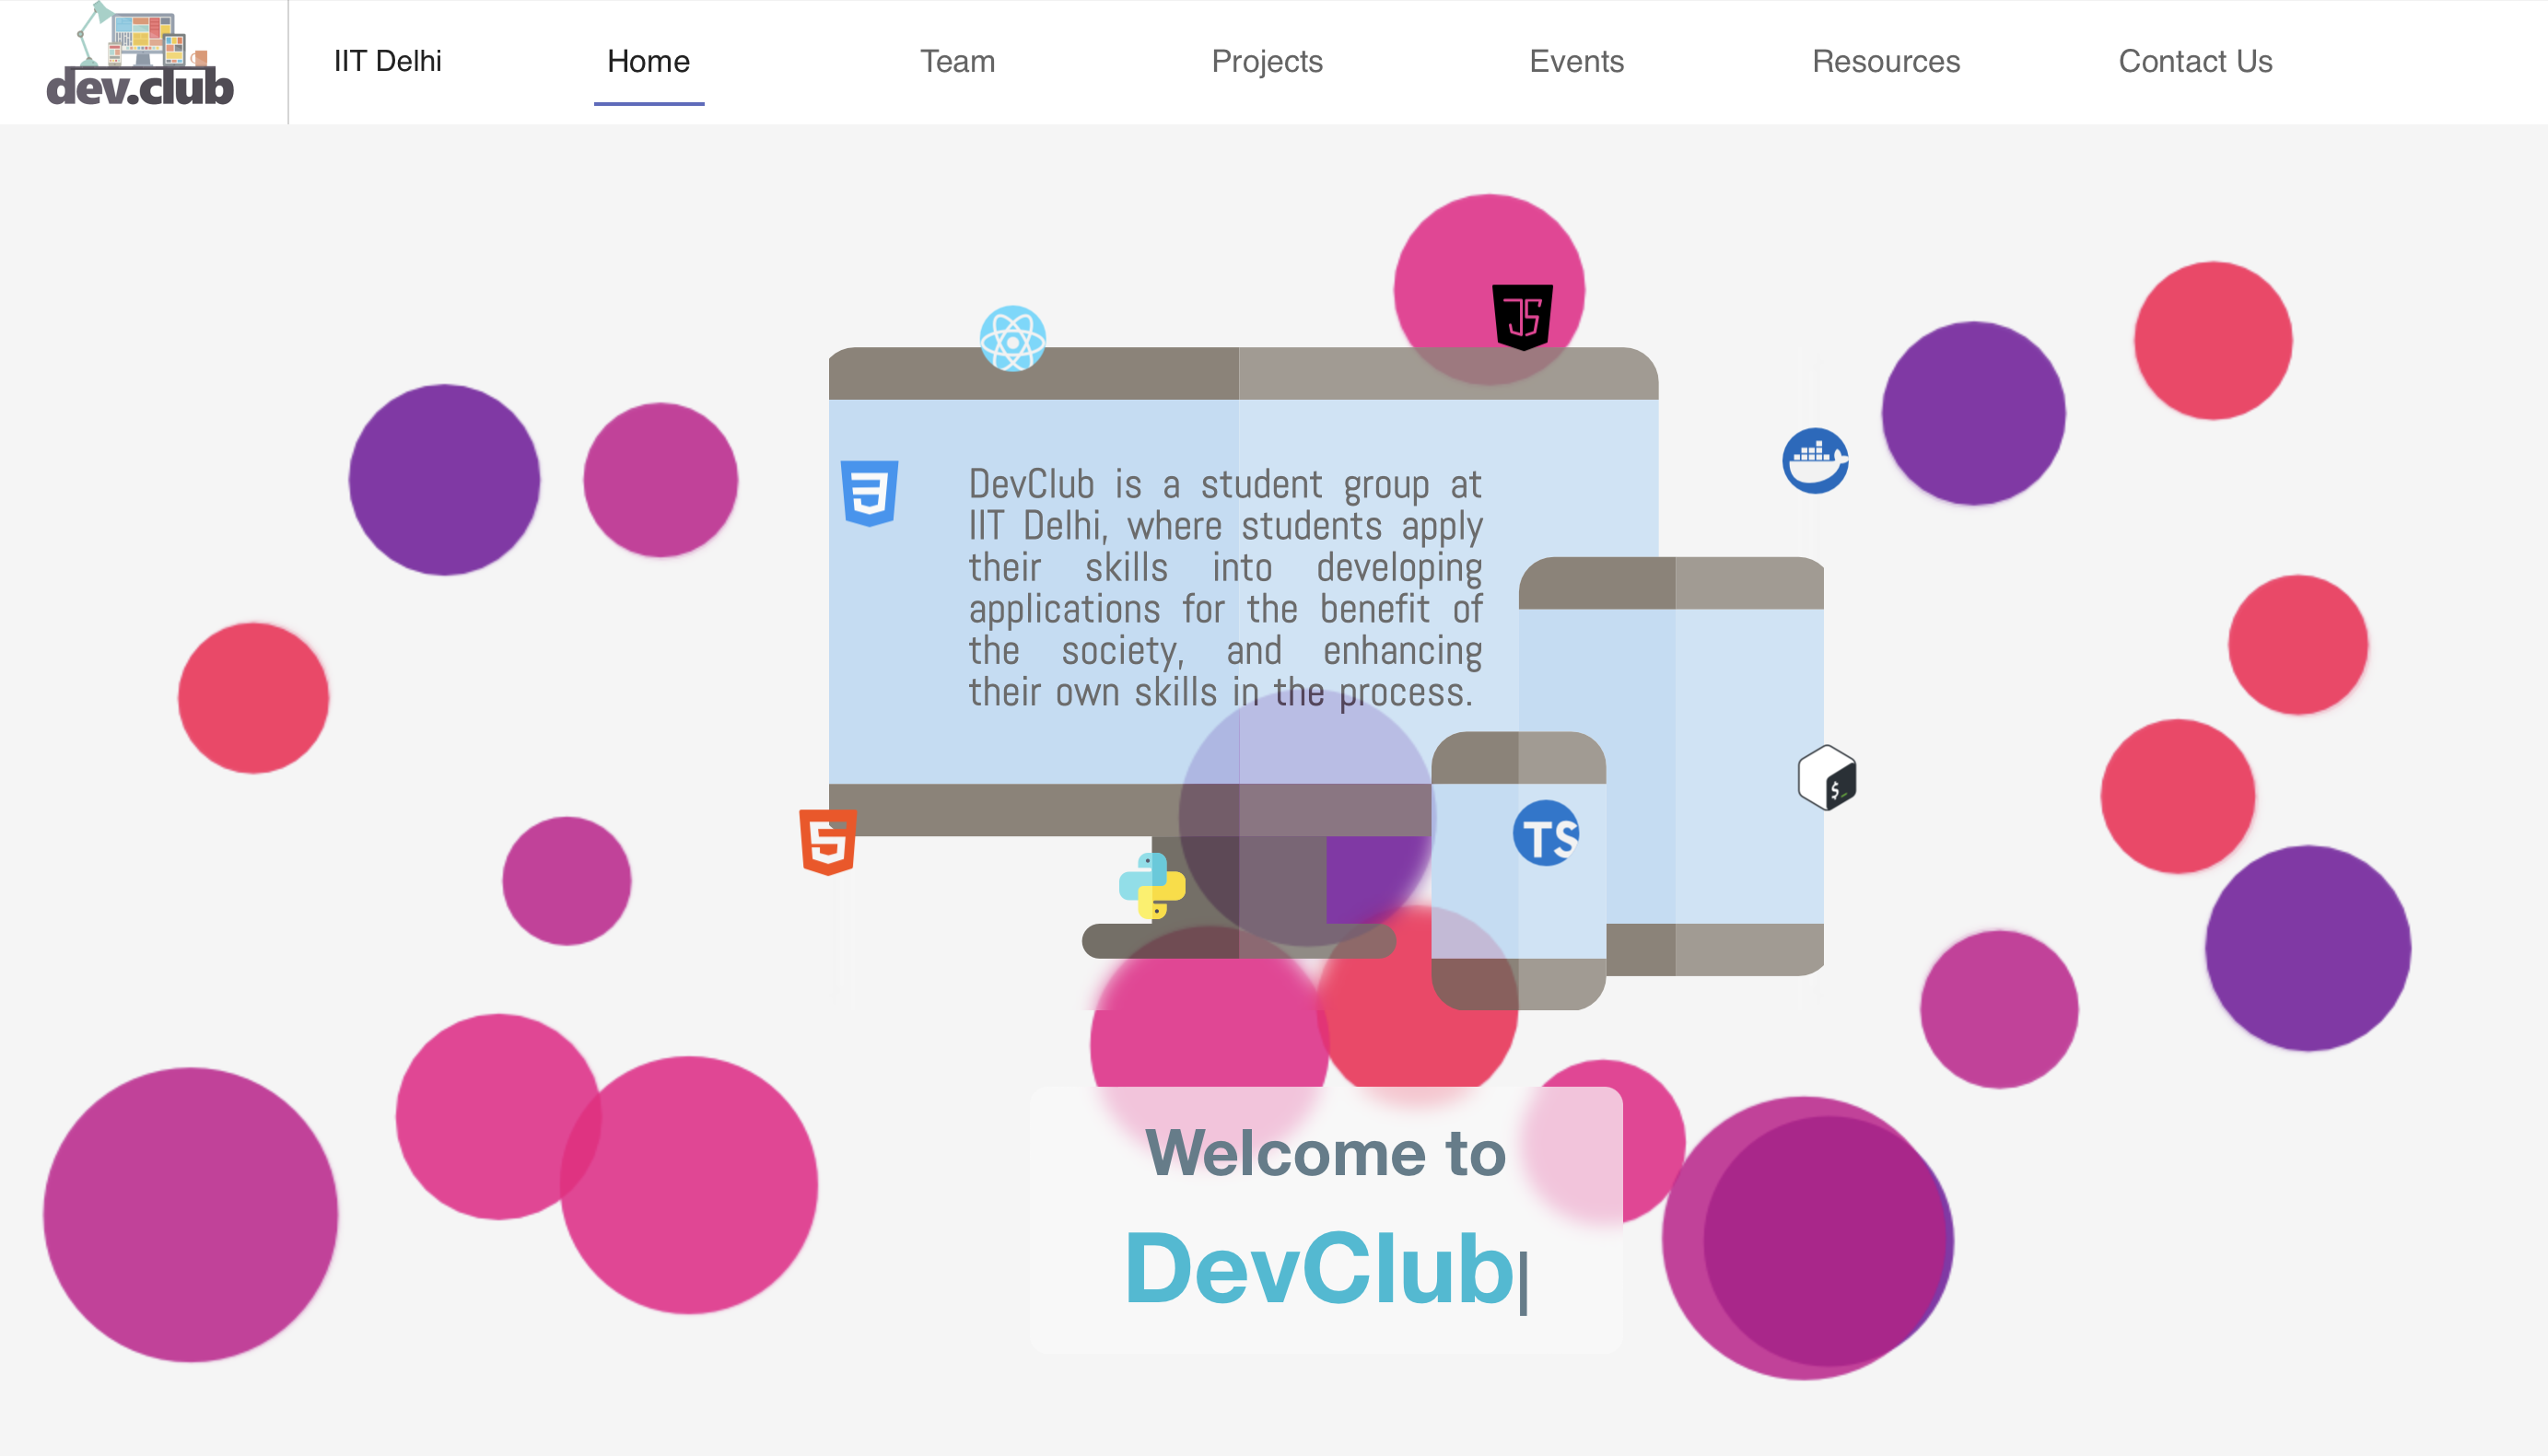 dev.club
IIT Delhi
Home
Team
Projects
Events
Resources
Contact Us
JS
DevClub is a student group at
IIT Delhi, where students apply
their skills into developing
applications for the benefit of
the society, and enhancing
their own skills in the process.
$_
TS
5
Welcome to
DevClub|